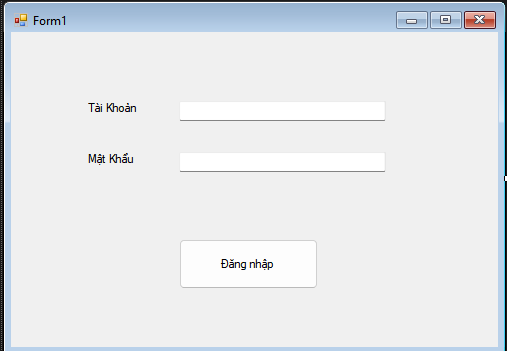 Form1
Tài Khoản
Mật Khẩu
Đăng nhập